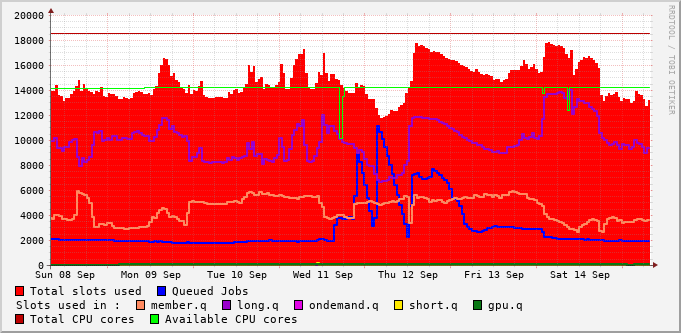 20000
18000
16000
14000
12000
10000
8000
6000
4000
2000
0
Sun 08 Sep Mon 09 Sep Tue 10 Sep Wed 11 Sep Thu 12 Sep Fri 13 Sep Sat 14 Sep
Total slots used Queued Jobs
Slots used in : member.q long.q ondemand.q short.q gpu.q
Total CPU cores Available CPU cores
RRDTOOL / TOBI OETIKER